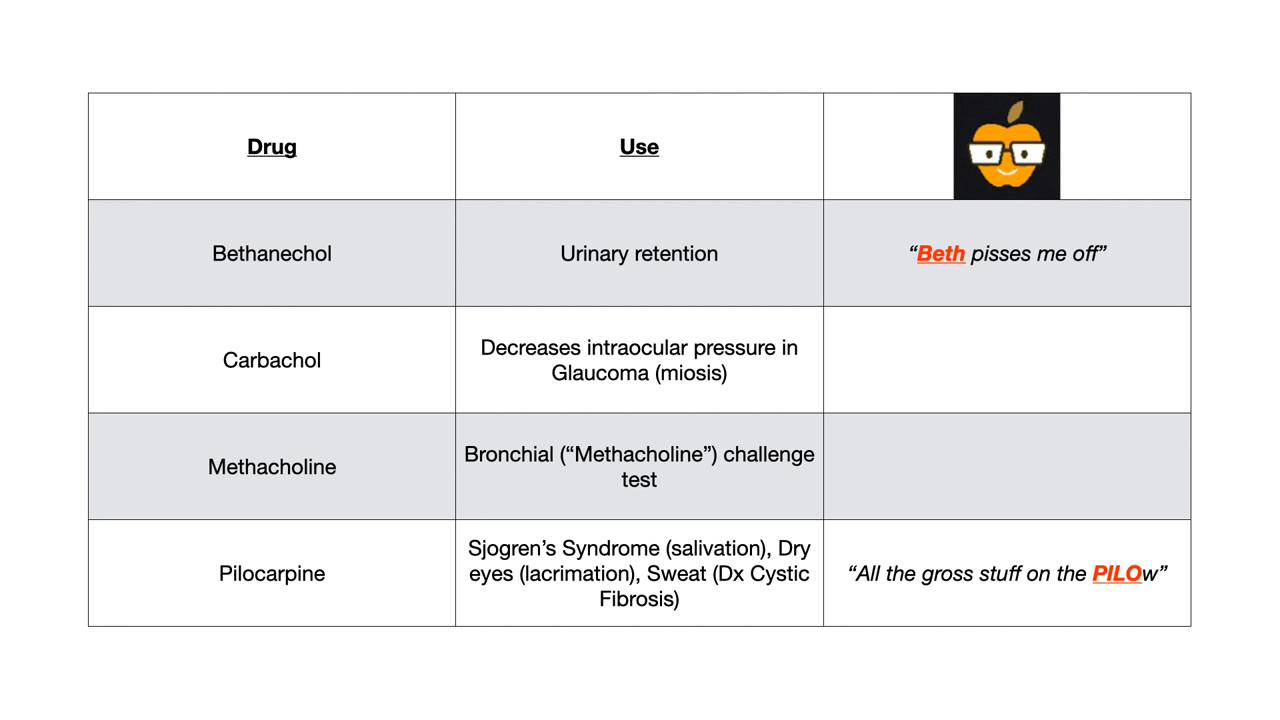 Drug
Use
Bethanechol
Urinary retention
“Beth pisses me off”
Carbachol
Decreases intraocular pressure in
Glaucoma (miosis)
Methacholine
Bronchial (“Methacholine”) challenge
test
Pilocarpine
Sjogren’s Syndrome (salivation), Dry
eyes (lacrimation), Sweat (Dx Cystic
Fibrosis)
“All the gross stuff on the PILOw”